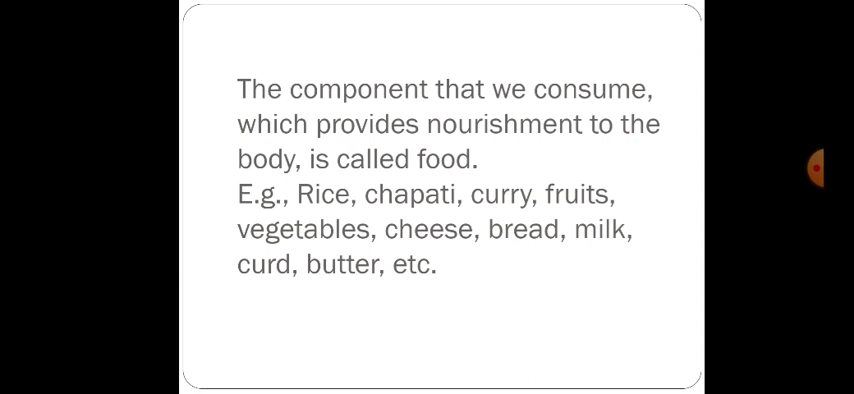 The component that we consume,
which provides nourishment to the
body, is called food.
E.g., Rice, chapati, curry, fruits,
vegetables, cheese, bread, milk,
curd, butter, etc.